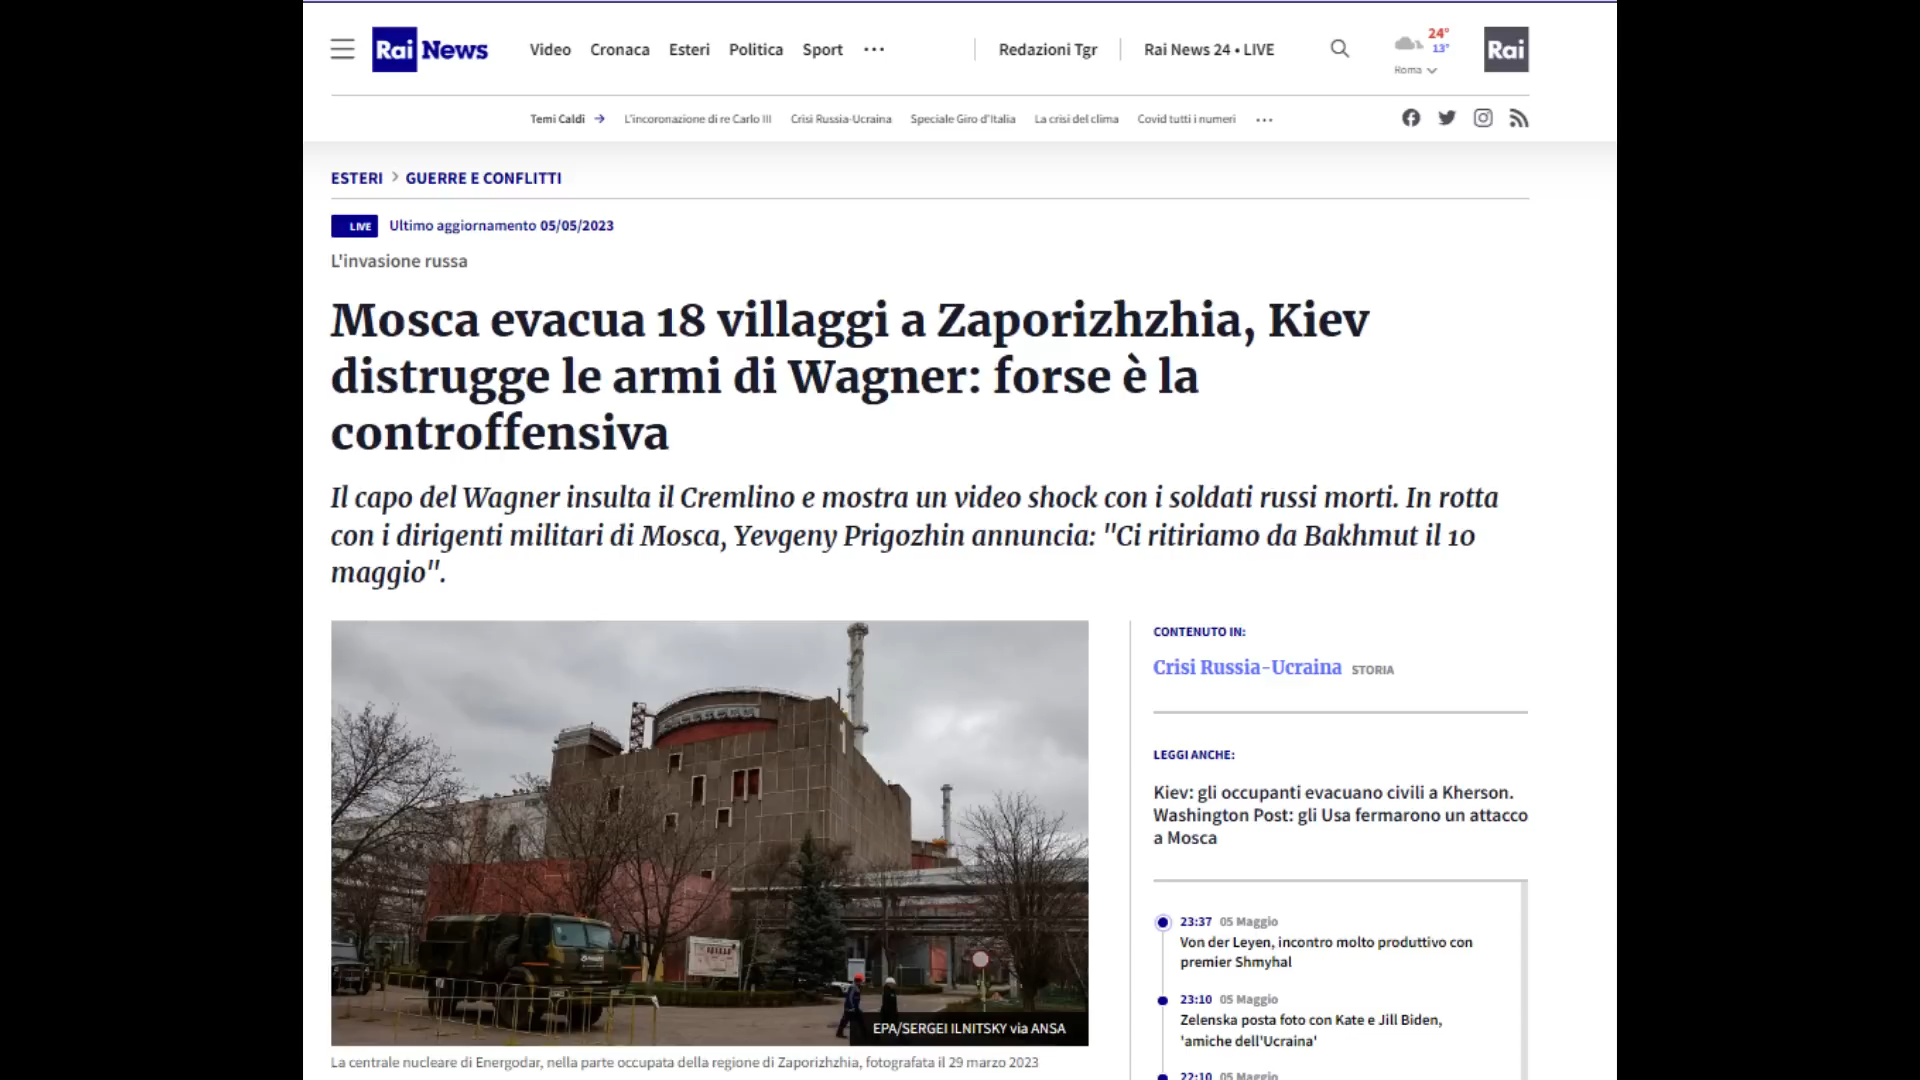 Rai News
Video Cronaca Esteri Politica Sport ...
Redazioni Tgr
Rai News 24 • LIVE
24°
13°
Roma
Rai
Temi Caldi → L'incoronazione di re Carlo III Crisi Russia-Ucraina Speciale Giro d'Italia La crisi del clima Covid tutti i numeri ...
ESTERI > GUERRE E CONFLITTI
LIVE Ultimo aggiornamento 05/05/2023
L'invasione russa
Mosca evacua 18 villaggi a Zaporizhzhia, Kiev
distrugge le armi di Wagner: forse è la
controffensiva
Il capo del Wagner insulta il Cremlino e mostra un video shock con i soldati russi morti. In rotta
con i dirigenti militari di Mosca, Yevgeny Prigozhin annuncia: "Ci ritiriamo da Bakhmut il 10
maggio".
1
EPA/SERGEI ILNITSKY via ANSA
La centrale nucleare di Energodar, nella parte occupata della regione di Zaporizhzhia, fotografata il 29 marzo 2023
CONTENUTO IN:
Crisi Russia-Ucraina STORIA
LEGGI ANCHE:
Kiev: gli occupanti evacuano civili a Kherson.
Washington Post: gli Usa fermarono un attacco
a Mosca
23:37 05 Maggio
Von der Leyen, incontro molto produttivo con
premier Shmyhal
23:10 05 Maggio
Zelenska posta foto con Kate e Jill Biden,
'amiche dell'Ucraina'
22:10 05 Maggio